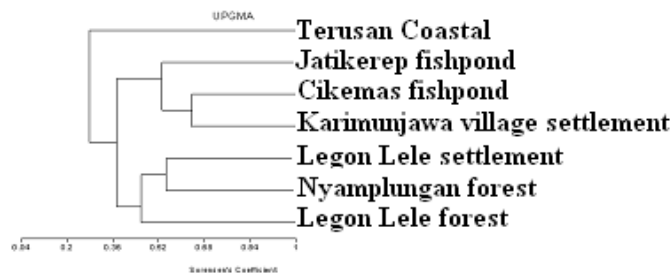 UPGMA
Terusan Coastal
Jatikerep fishpond
Cikemas fishpond
Karimunjawa village settlement
Legon Lele settlement
Nyamplungan forest
Legon Lele forest
0.04 0.2 0.36 0.52 0.68 0.84 1
Sorensen's Coefficient